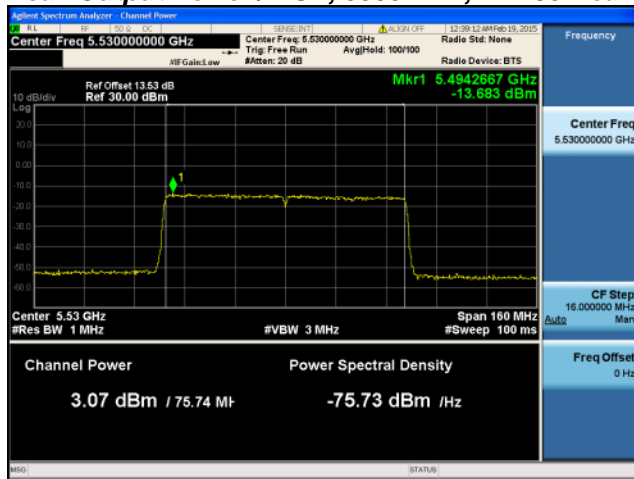 Agilent Spectrum Analyzer - Channel Power
RL RF 50 Ω DC SENSE:INT ALIGN OFF 12:39:12 AM Feb 19, 2015
Center Freq 5.530000000 GHz
Center Freq: 5.530000000 GHz
Radio Std: None
Trig: Free Run Avg|Hold: 100/100
#IFGain:Low #Atten: 20 dB Radio Device: BTS
Frequency
Mkr1 5.4942667 GHz
-13.683 dBm
Ref Offset 13.53 dB
10 dB/div Ref 30.00 dBm
Log
20.0
10.0
0.00
-10.0
-20.0
-30.0
-40.0
-50.0
-60.0
1
Center Freq
5.530000000 GHz
Center 5.53 GHz Span 160 MHz
#Res BW 1 MHz #VBW 3 MHz #Sweep 100 ms
CF Step
16.000000 MHz
Auto Man
Channel Power Power Spectral Density
3.07 dBm / 75.74 MH -75.73 dBm /Hz
Freq Offset
0 Hz
MSG STATUS